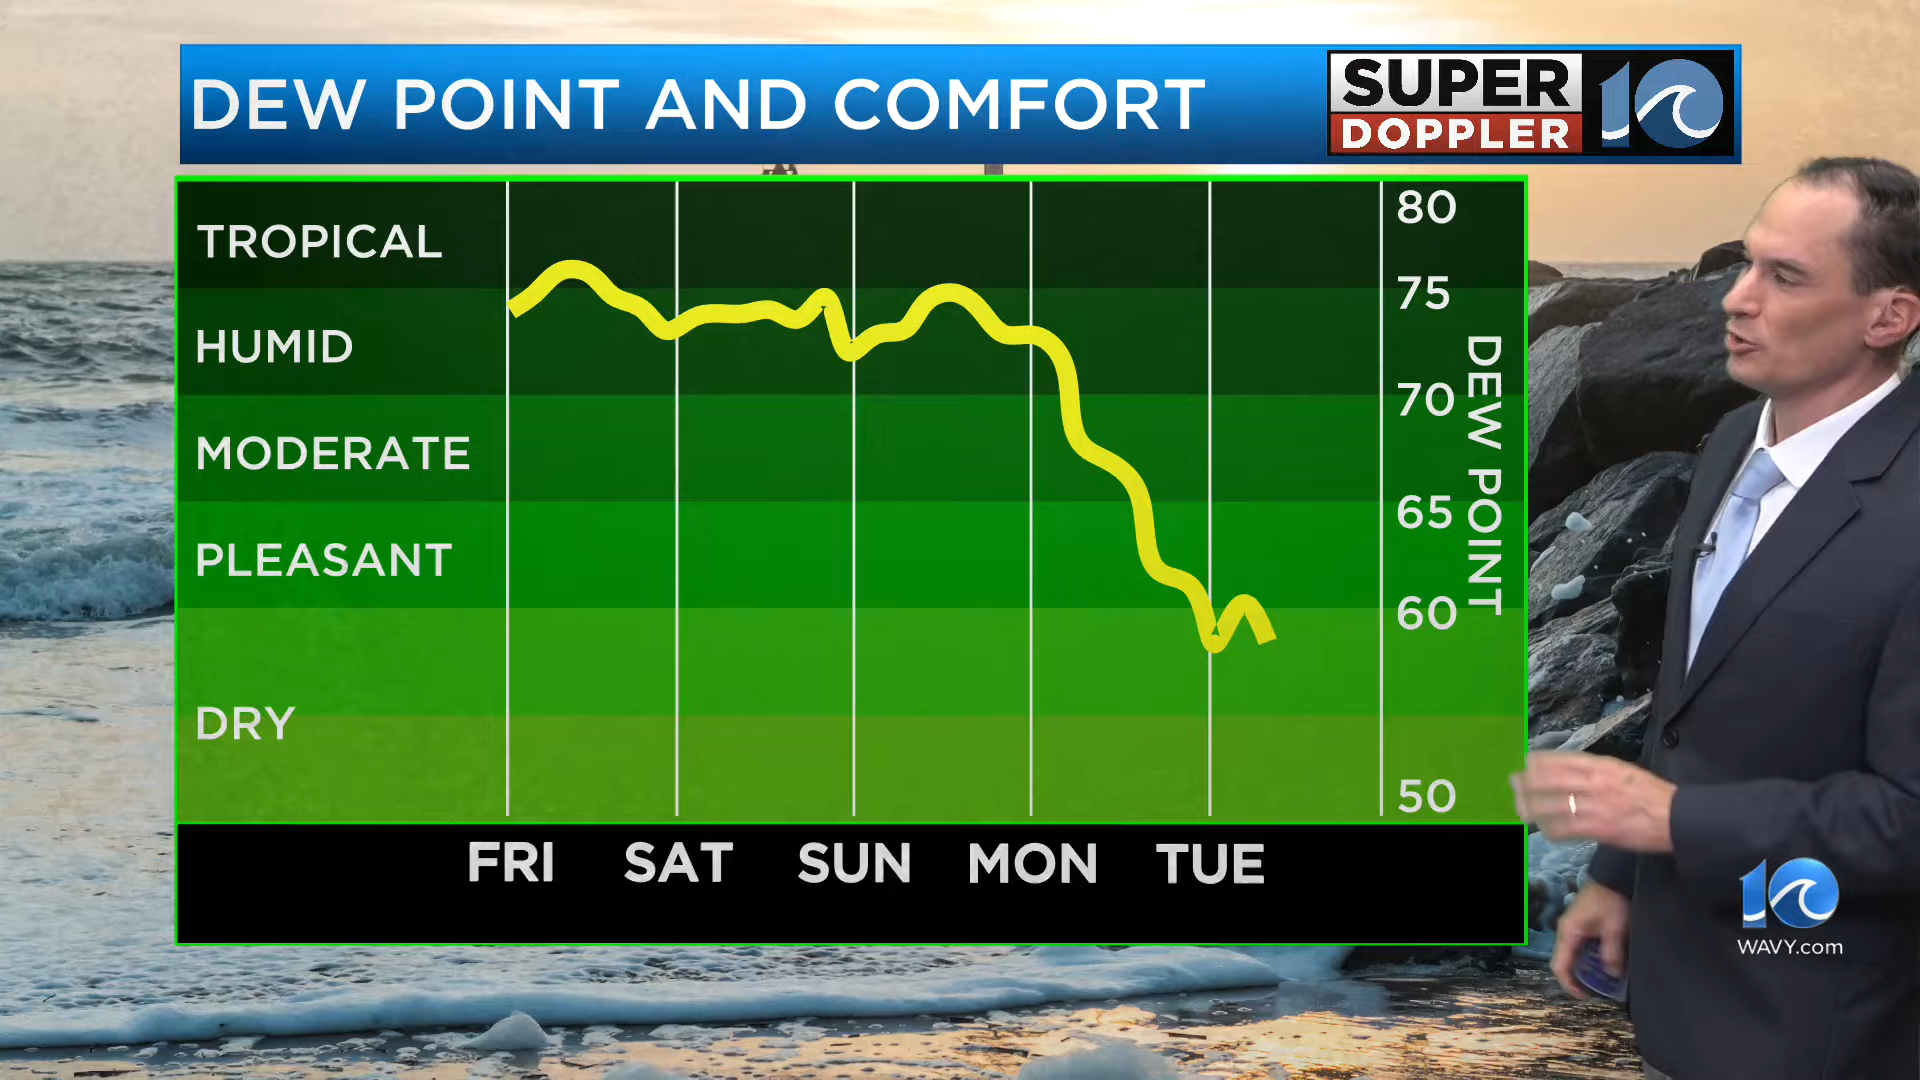 DEW POINT AND COMFORT
SUPER
DOPPLER
10
TROPICAL
HUMID
MODERATE
PLEASANT
DRY
80
75
70
65
60
50
DEW POINT
FRI SAT SUN MON TUE
10
WAVY.com